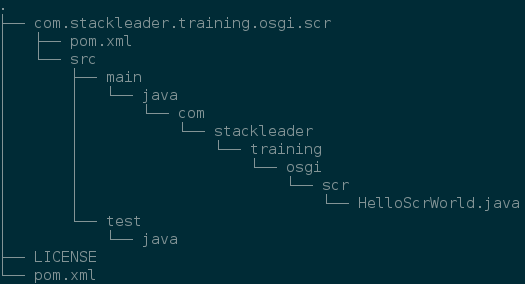 .
├── com.stackleader.training.osgi.scr
│   ├── pom.xml
│   └── src
│       ├── main
│       │   └── java
│       │       └── com
│       │           └── stackleader
│       │               └── training
│       │                   └── osgi
│       │                       └── scr
│       │                           └── HelloScrWorld.java
│       └── test
│           └── java
├── LICENSE
└── pom.xml